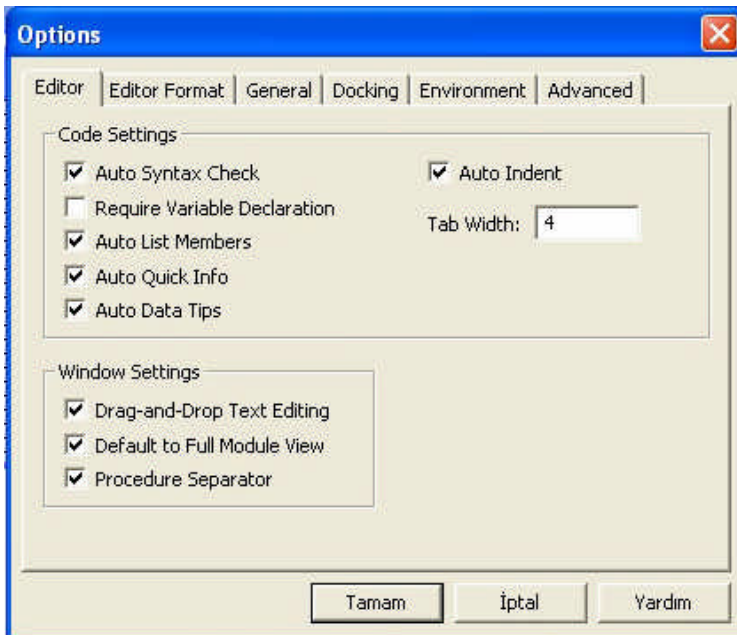 Options
Editor Editor Format General Docking Environment Advanced
Code Settings
Auto Syntax Check
Require Variable Declaration
Auto List Members
Auto Quick Info
Auto Data Tips
Auto Indent
Tab Width: 4
Window Settings
Drag-and-Drop Text Editing
Default to Full Module View
Procedure Separator
Tamam İptal Yardım